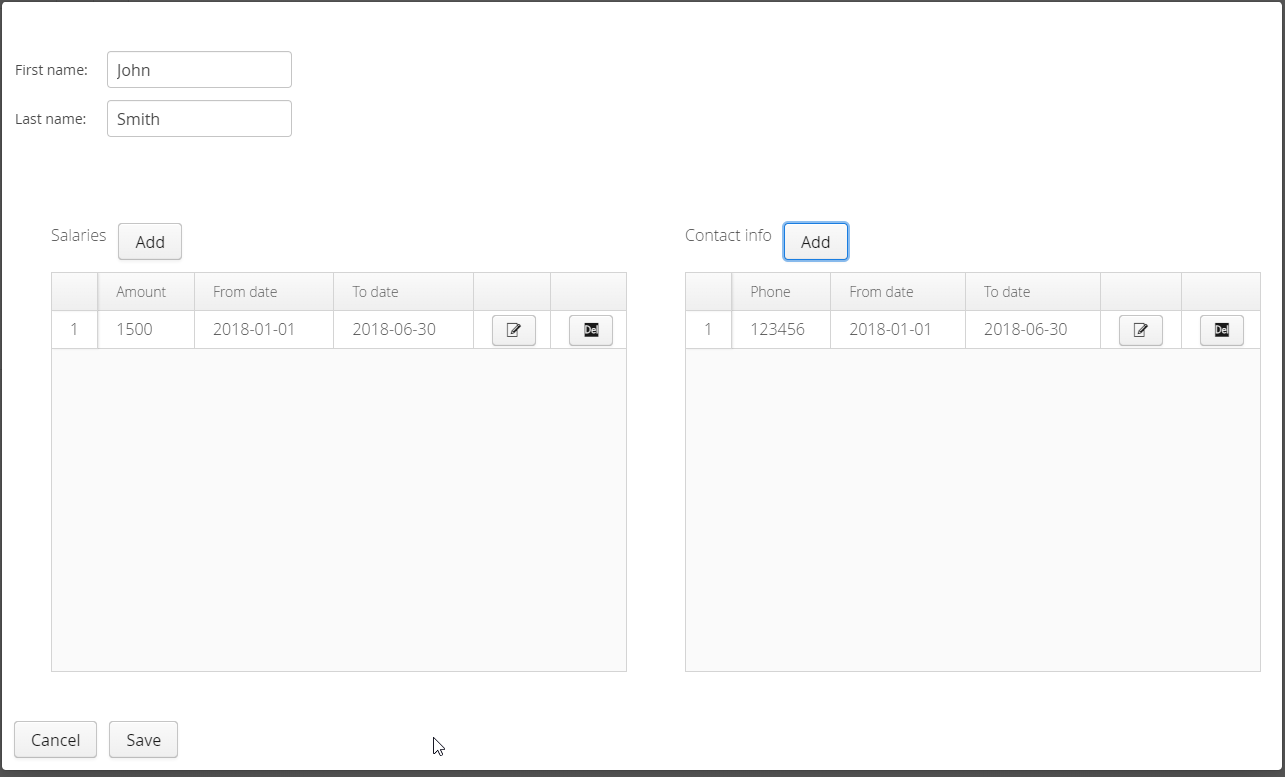 First name: John
Last name: Smith
Salaries Add
Amount From date To date
1 1500 2018-01-01 2018-06-30 Del
Contact info Add
Phone From date To date
1 123456 2018-01-01 2018-06-30 Del
Cancel Save